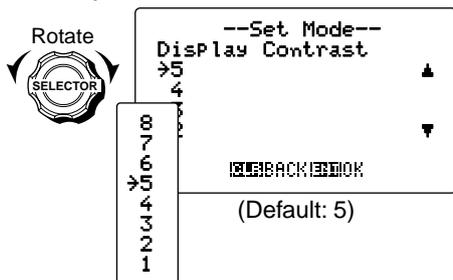 Rotate
SELECTOR
--Set Mode--
Display Contrast
→5
▲
4
▼
CLR:BACK|ENT:OK
8
7
6
→5
4
3
2
1
(Default: 5)